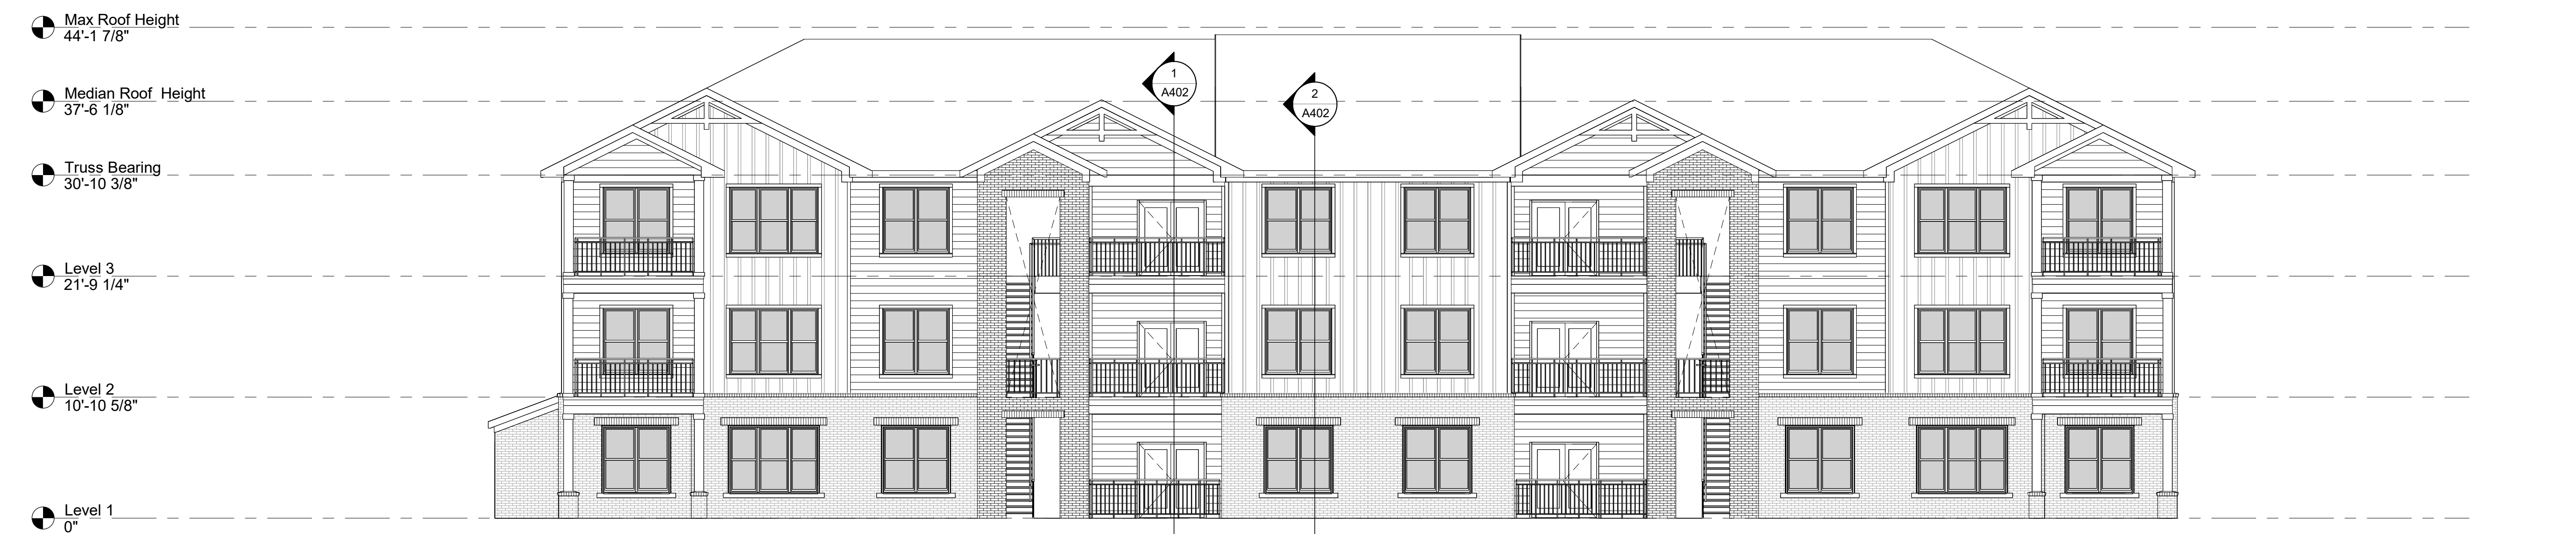 Max Roof Height
44'-1 7/8"
1
A402
Median Roof  Height
37'-6 1/8"
2
A402
Truss Bearing
30'-10 3/8"
Level 3
21'-9 1/4"
Level 2
10'-10 5/8"
Level 1
0"